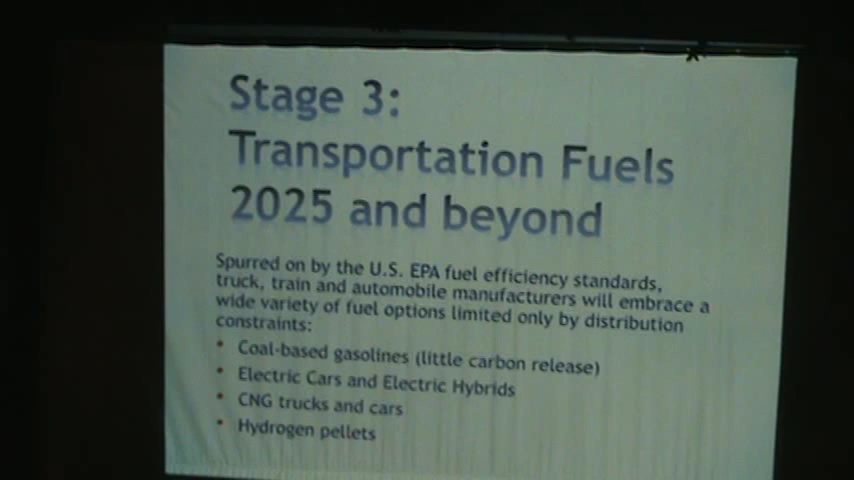 Stage 3:
Transportation Fuels
2025 and beyond
Spurred on by the U.S. EPA fuel efficiency standards,
truck, train and automobile manufacturers will embrace a
wide variety of fuel options limited only by distribution
constraints:
• Coal-based gasolines (little carbon release)
• Electric Cars and Electric Hybrids
• CNG trucks and cars
• Hydrogen pellets